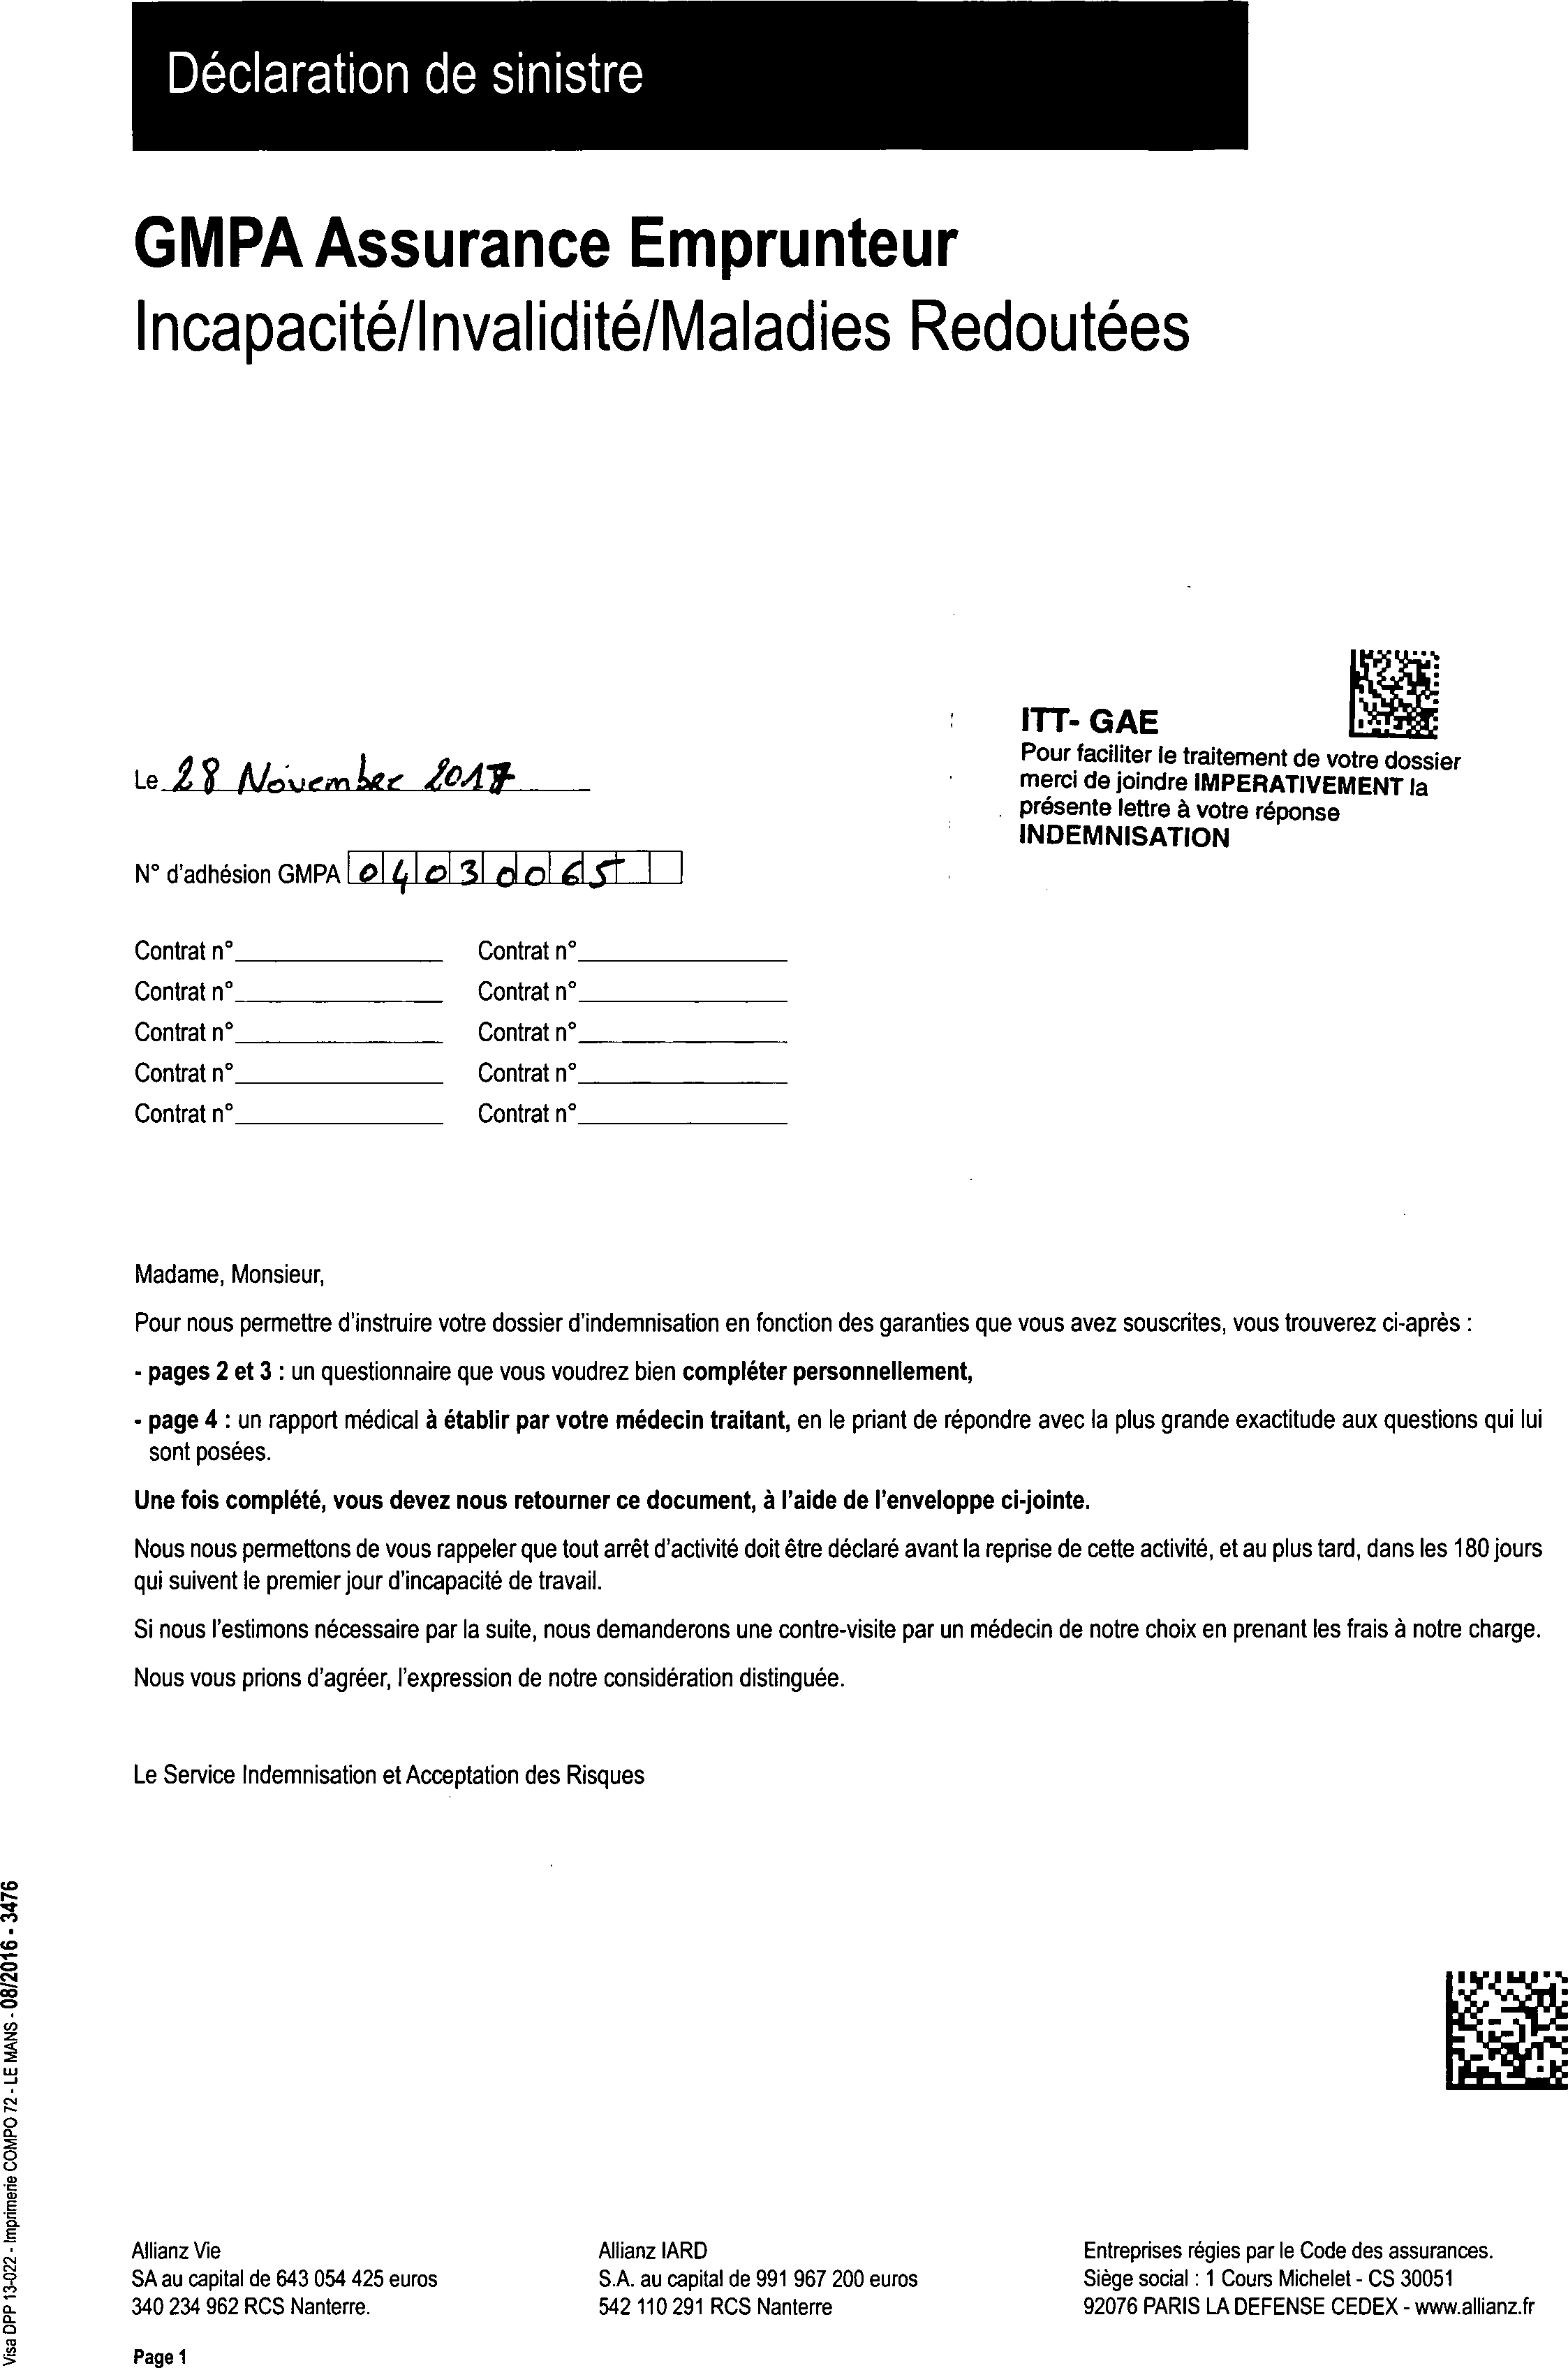 Déclaration de sinistre
GMPA Assurance Emprunteur
Incapacité/Invalidité/Maladies Redoutées
ITT- GAE
Pour faciliter le traitement de votre dossier
merci de joindre IMPERATIVEMENT la
présente lettre à votre réponse
INDEMNISATION
Le 28 November 2017
N° d'adhésion GMPA 04030065
Contrat n° Contrat n°
Contrat n° Contrat n°
Contrat n° Contrat n°
Contrat n° Contrat n°
Contrat n° Contrat n°
Madame, Monsieur,
Pour nous permettre d'instruire votre dossier d'indemnisation en fonction des garanties que vous avez souscrites, vous trouverez ci-après :
- pages 2 et 3 : un questionnaire que vous voudrez bien compléter personnellement,
- page 4 : un rapport médical à établir par votre médecin traitant, en le priant de répondre avec la plus grande exactitude aux questions qui lui
sont posées.
Une fois complété, vous devez nous retourner ce document, à l'aide de l'enveloppe ci-jointe.
Nous nous permettons de vous rappeler que tout arrêt d'activité doit être déclaré avant la reprise de cette activité, et au plus tard, dans les 180 jours
qui suivent le premier jour d'incapacité de travail.
Si nous l'estimons nécessaire par la suite, nous demanderons une contre-visite par un médecin de notre choix en prenant les frais à notre charge.
Nous vous prions d'agréer, l'expression de notre considération distinguée.
Le Service Indemnisation et Acceptation des Risques
Visa DPP 13-022 - Imprimerie COMPO 72 - LE MANS - 08/2016 - 3476
Allianz Vie
SA au capital de 643 054 425 euros
340 234 962 RCS Nanterre.
Allianz IARD
S.A. au capital de 991 967 200 euros
542 110 291 RCS Nanterre
Entreprises régies par le Code des assurances.
Siège social : 1 Cours Michelet - CS 30051
92076 PARIS LA DEFENSE CEDEX - www.allianz.fr
Page 1